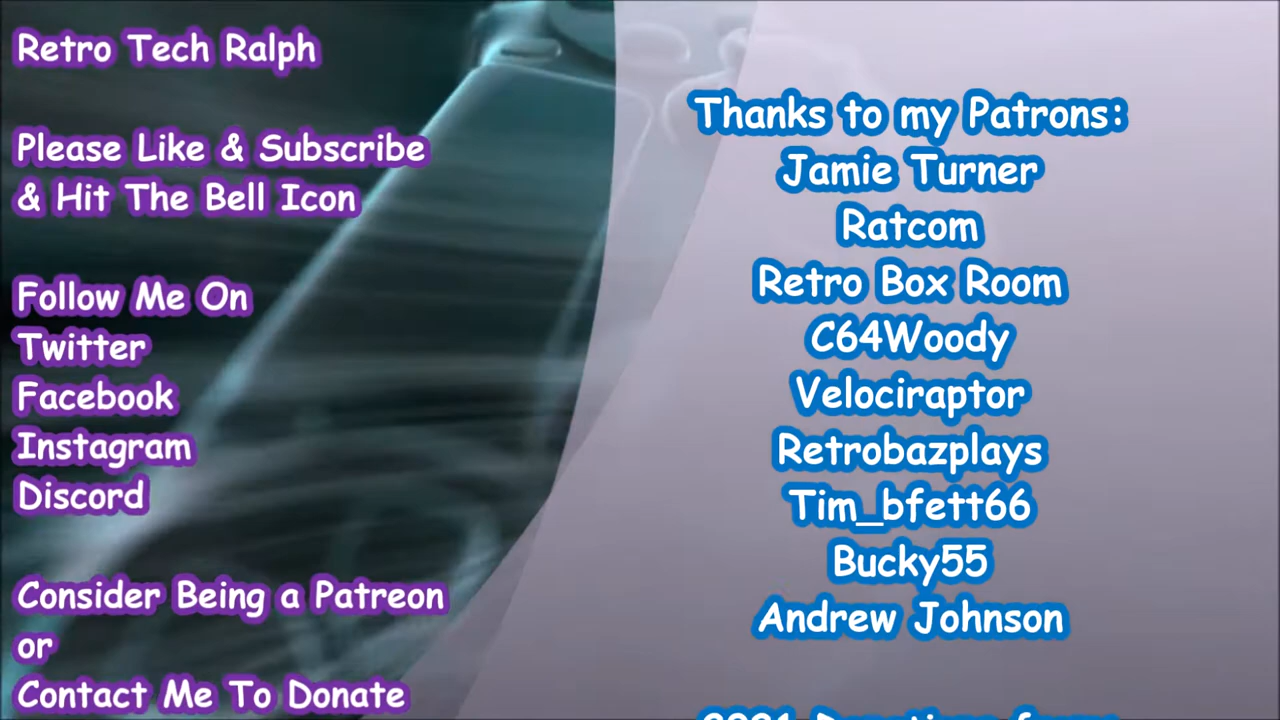 Retro Tech Ralph
Please Like & Subscribe
& Hit The Bell Icon
Follow Me On
Twitter
Facebook
Instagram
Discord
Consider Being a Patreon
or
Contact Me To Donate
Thanks to my Patrons:
Jamie Turner
Ratcom
Retro Box Room
C64Woody
Velociraptor
Retrobazplays
Tim_bfett66
Bucky55
Andrew Johnson